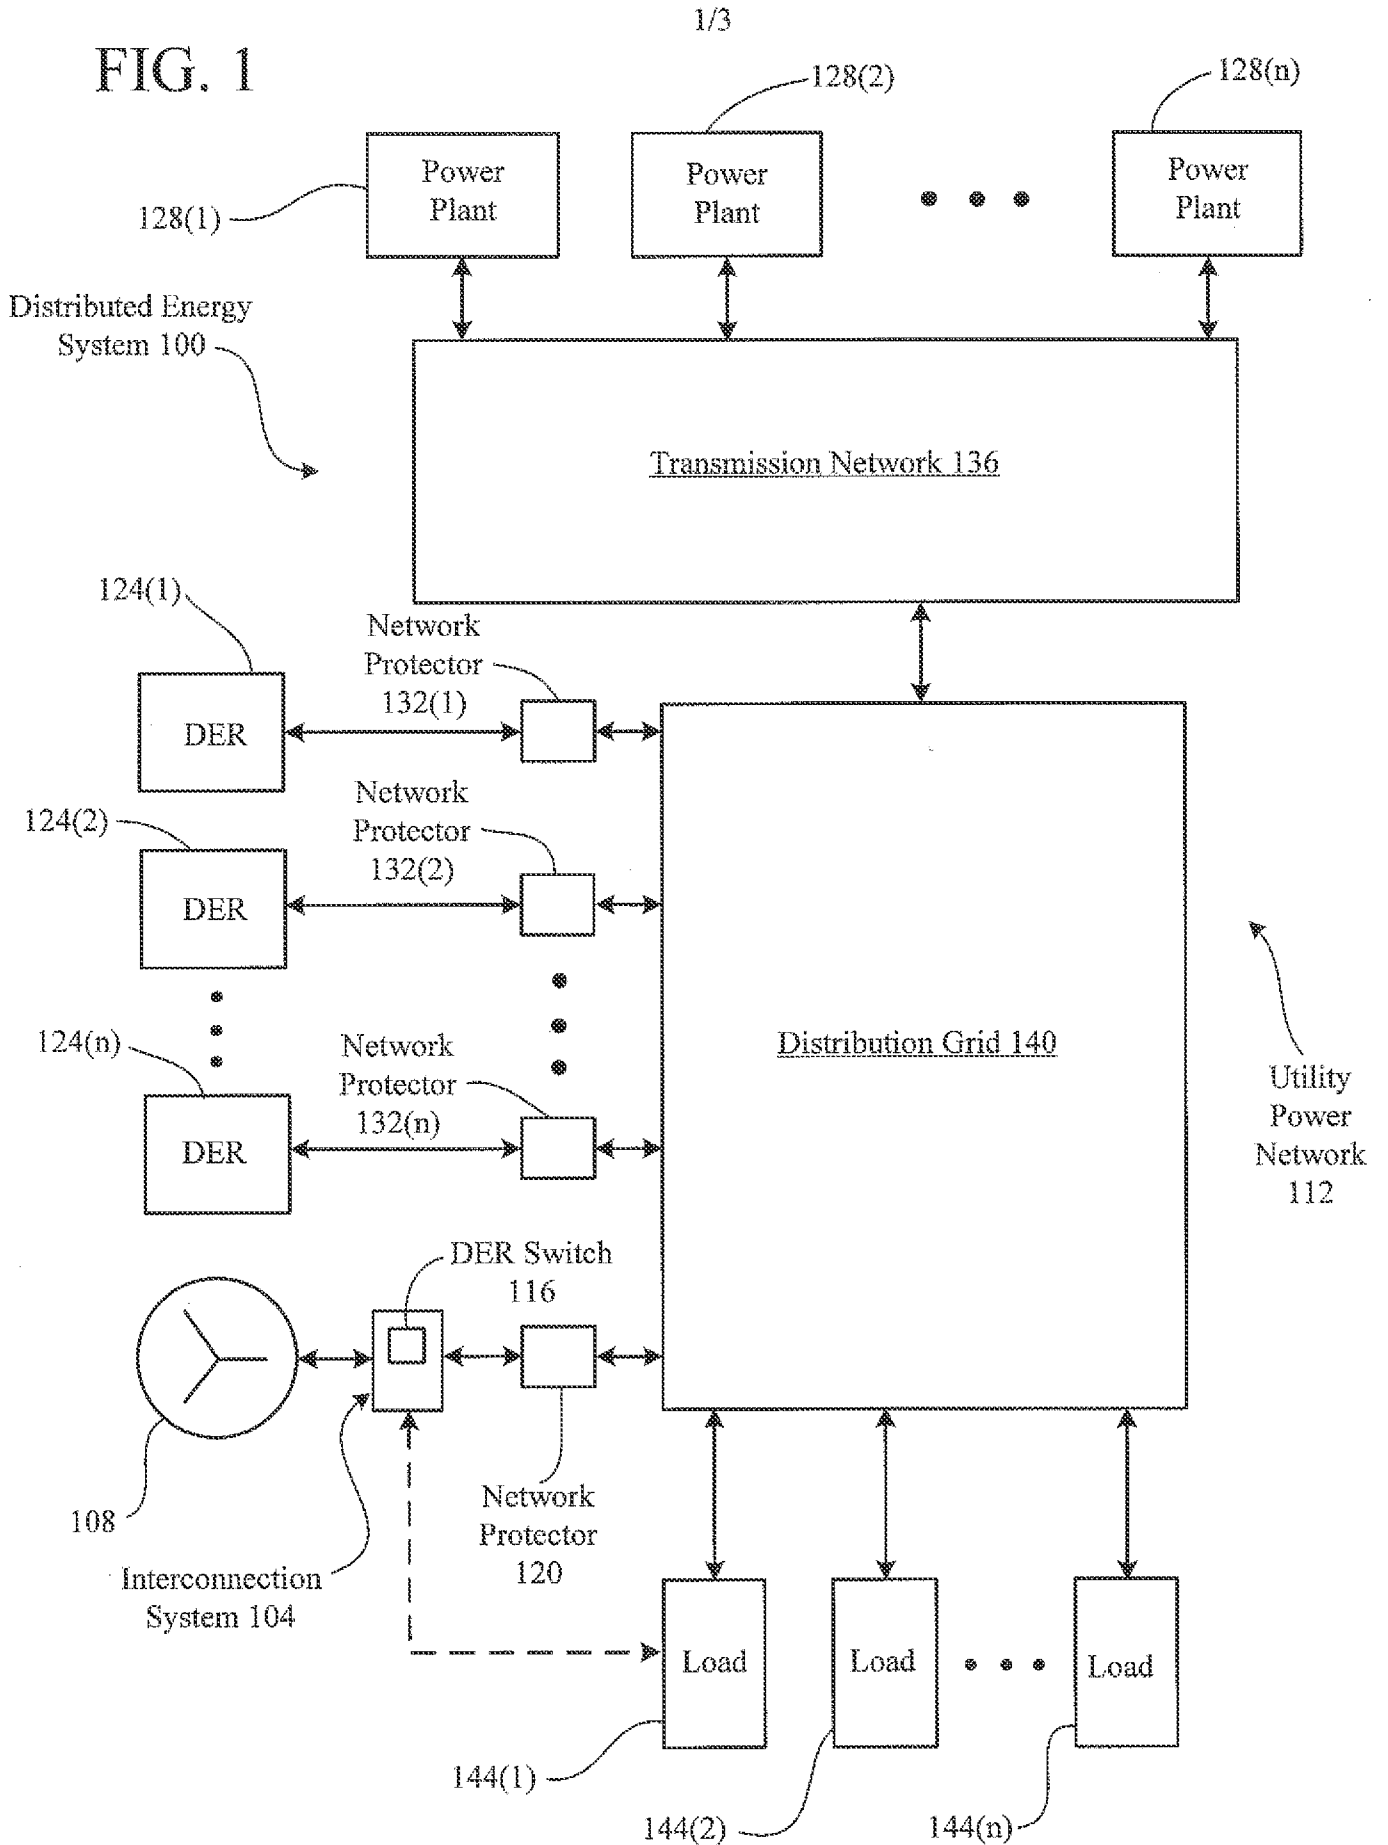 1/3
FIG. 1
128(2)
128(n)
Power
Plant
Power
Plant
Power
Plant
128(1)
Distributed Energy
System 100
Transmission Network 136
124(1)
Network
Protector
132(1)
DER
Network
Protector
132(2)
124(2)
DER
124(n)
Network
Protector
132(n)
DER
Distribution Grid 140
Utility
Power
Network
112
DER Switch
116
108
Network
Protector
120
Interconnection
System 104
Load
Load
Load
144(1)
144(2)
144(n)